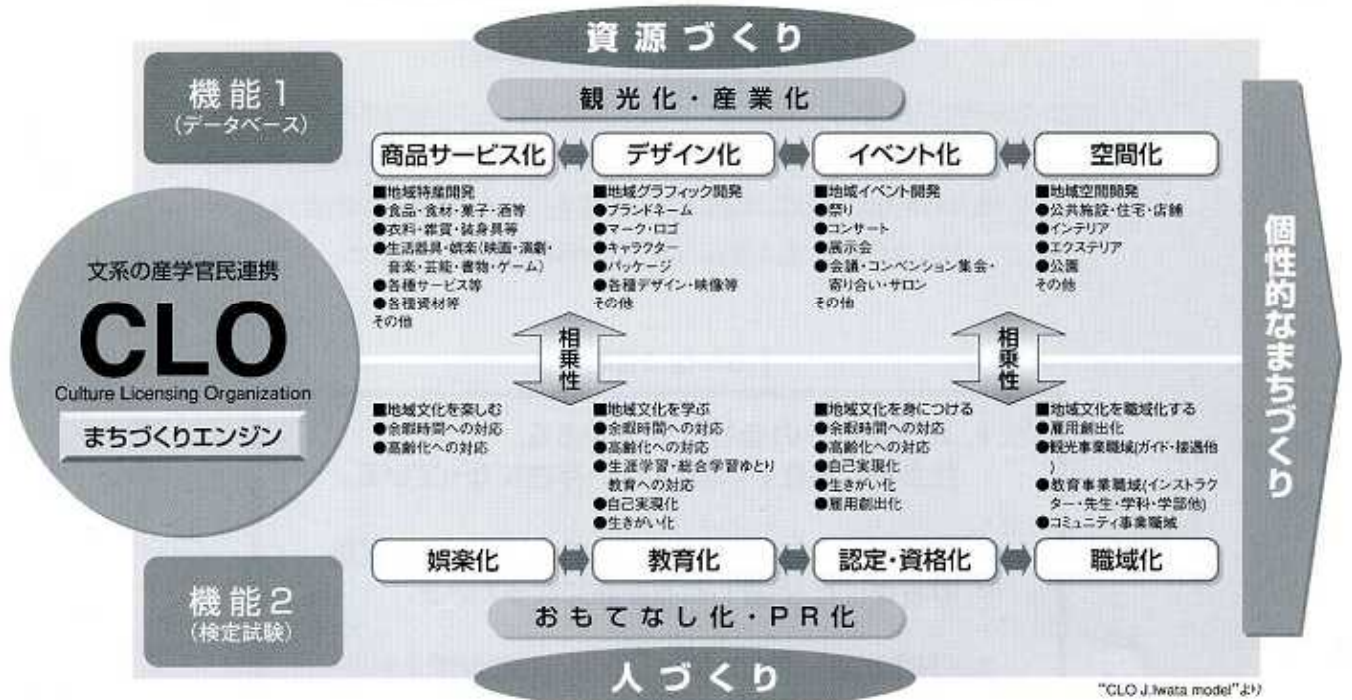 資源づくり
機能1
(データベース)
観光化・産業化
商品サービス化
■地域特産開発
●食品・食材・菓子・酒等
●衣料・雑貨・装身具等
●生活器具・娯楽(映画・演劇・
音楽・芸能・書物・ゲーム)
●各種サービス等
●各種資材等
その他
デザイン化
■地域グラフィック開発
●ブランドネーム
●マーク・ロゴ
●キャラクター
●パッケージ
●各種デザイン・映像等
その他
イベント化
■地域イベント開発
●祭り
●コンサート
●展示会
●会議・コンベンション集会・
寄り合い・サロン
その他
空間化
■地域空間開発
●公共施設・住宅・店舗
●インテリア
●エクステリア
●公園
その他
文系の産学官民連携
CLO
Culture Licensing Organization
まちづくりエンジン
相乗性
相乗性
個性的なまちづくり
■地域文化を楽しむ
●余暇時間への対応
●高齢化への対応
娯楽化
■地域文化を学ぶ
●余暇時間への対応
●高齢化への対応
●生涯学習・総合学習ゆとり
教育への対応
●自己実現化
●生きがい化
教育化
■地域文化を身につける
●余暇時間への対応
●高齢化への対応
●自己実現化
●生きがい化
●雇用創出化
認定・資格化
■地域文化を職域化する
●雇用創出化
●観光事業職域(ガイド・接遇他
)
●教育事業職域(インストラク
ター・先生・学科・学部他)
●コミュニティ事業職域
職域化
機能2
(検定試験)
おもてなし化・PR化
人づくり
"CLO J.Iwata model"より